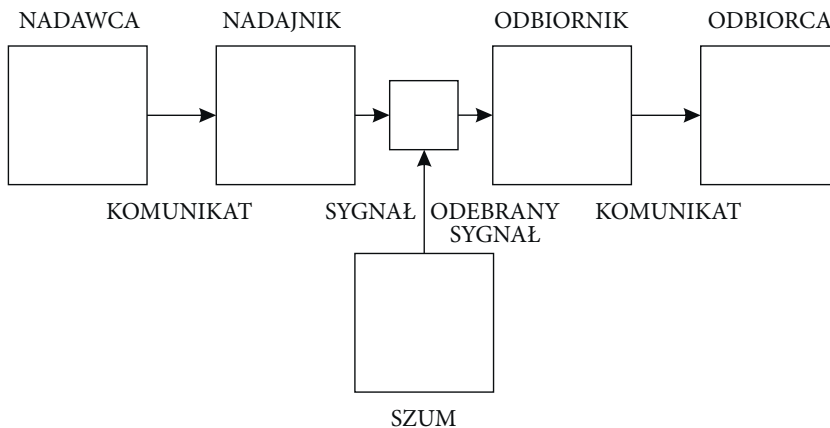 NADAWCA
NADAJNIK
ODBIORNIK
ODBIORCA
KOMUNIKAT
SYGNAŁ
ODEBRANY
SYGNAŁ
KOMUNIKAT
SZUM